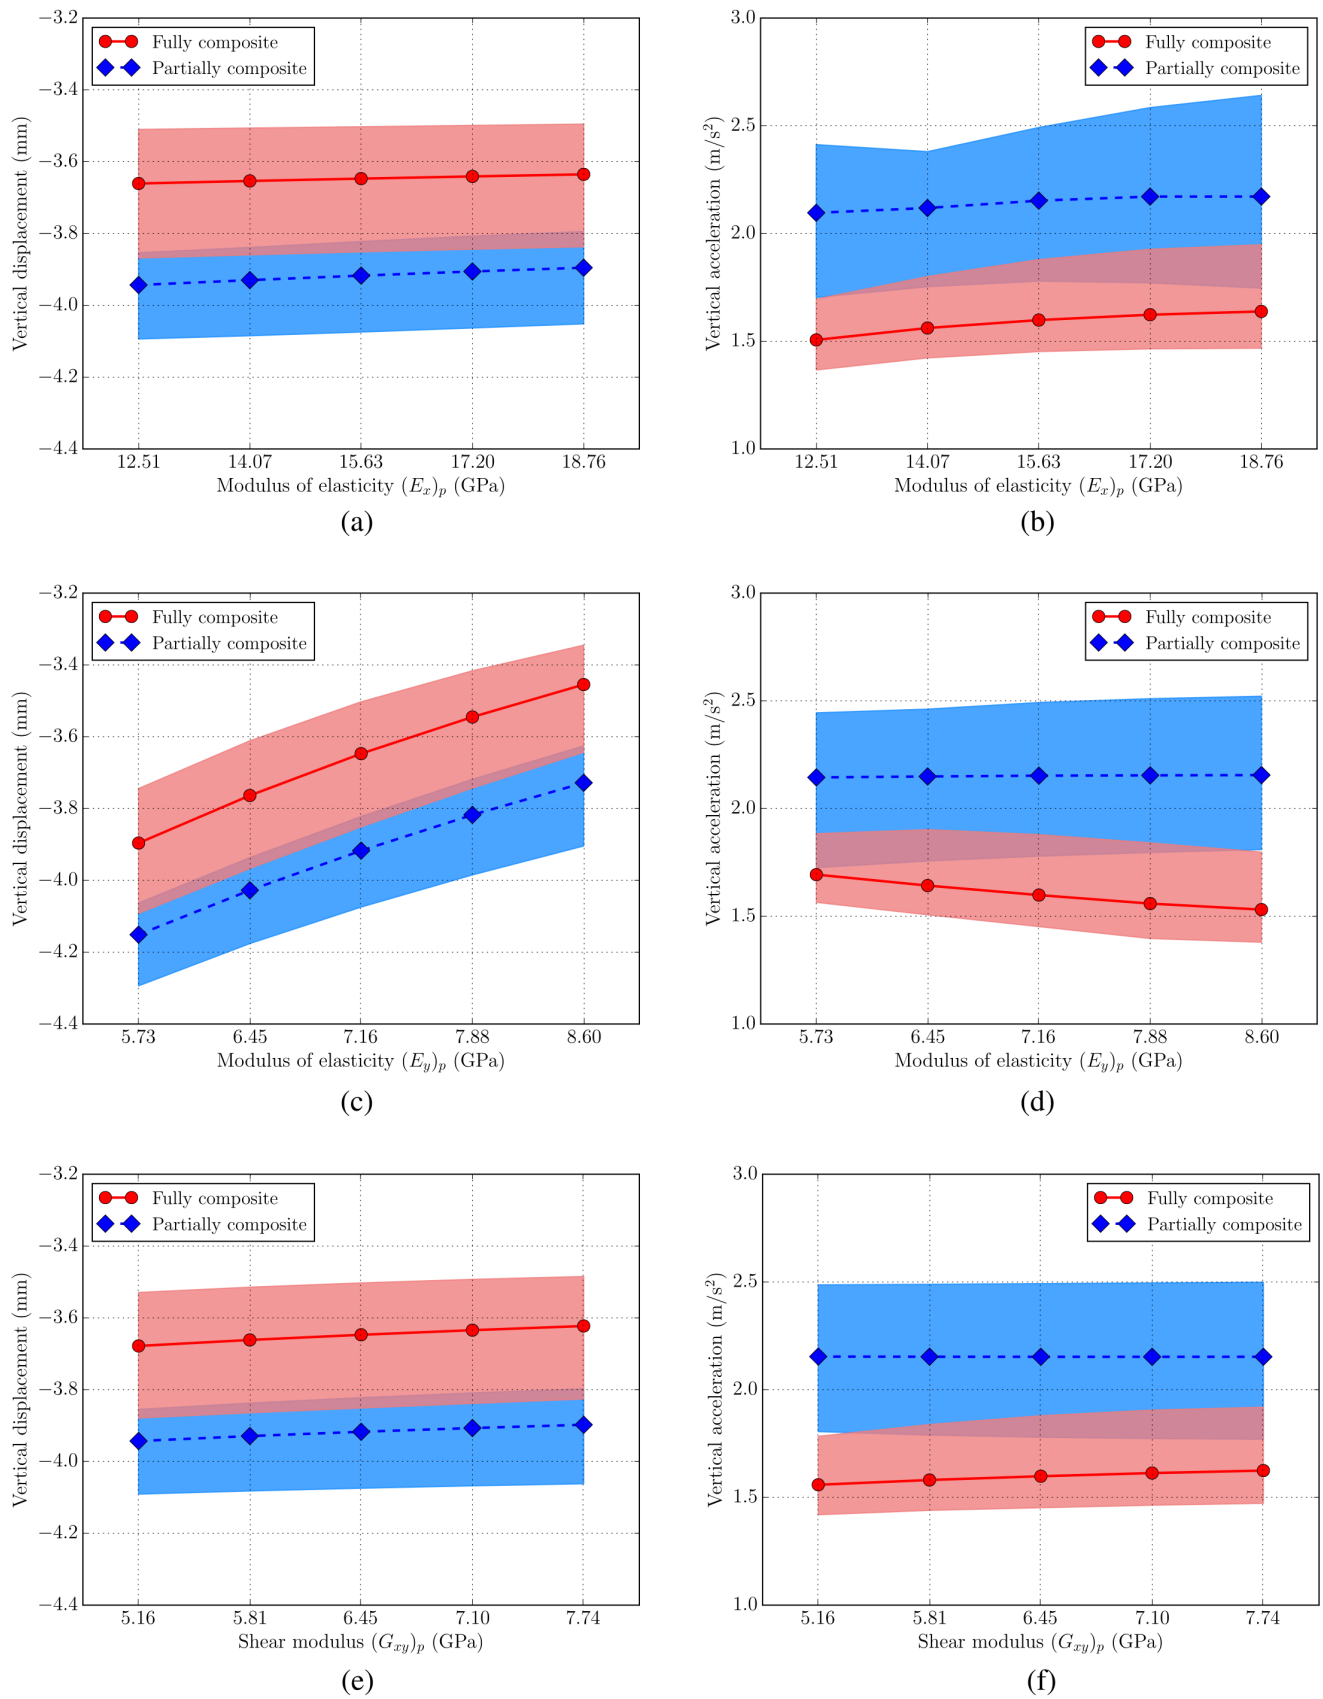 −3.2
−3.4
−3.6
−3.8
−4.0
−4.2
−4.4
Vertical displacement (mm)
Fully composite
Partially composite
12.51 14.07 15.63 17.20 18.76
Modulus of elasticity (Eₓ)ₚ (GPa)
(a)
3.0
2.5
2.0
1.5
1.0
Vertical acceleration (m/s²)
Fully composite
Partially composite
12.51 14.07 15.63 17.20 18.76
Modulus of elasticity (Eₓ)ₚ (GPa)
(b)
−3.2
−3.4
−3.6
−3.8
−4.0
−4.2
−4.4
Vertical displacement (mm)
Fully composite
Partially composite
5.73 6.45 7.16 7.88 8.60
Modulus of elasticity (E_y)ₚ (GPa)
(c)
3.0
2.5
2.0
1.5
1.0
Vertical acceleration (m/s²)
Fully composite
Partially composite
5.73 6.45 7.16 7.88 8.60
Modulus of elasticity (E_y)ₚ (GPa)
(d)
−3.2
−3.4
−3.6
−3.8
−4.0
−4.2
−4.4
Vertical displacement (mm)
Fully composite
Partially composite
5.16 5.81 6.45 7.10 7.74
Shear modulus (G_xy)ₚ (GPa)
(e)
3.0
2.5
2.0
1.5
1.0
Vertical acceleration (m/s²)
Fully composite
Partially composite
5.16 5.81 6.45 7.10 7.74
Shear modulus (G_xy)ₚ (GPa)
(f)